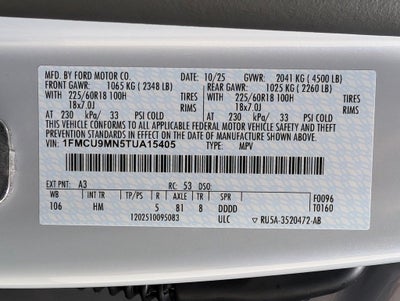 MFD. BY FORD MOTOR CO. 10/25 GVWR: 2041 KG ( 4500 LB)
FRONT GAWR: 1065 KG ( 2348 LB) REAR GAWR: 1025 KG ( 2260 LB)
WITH 225/60R18 100H TIRES WITH 225/60R18 100H TIRES
18x7.0J RIMS 18x7.0J RIMS
AT 230 kPa/ 33 PSI COLD AT 230 kPa/ 33 PSI COLD
THIS VEHICLE CONFORMS TO ALL APPLICABLE FEDERAL MOTOR VEHICLE SAFETY, BUMPER, AND THEFT
PREVENTION STANDARDS IN EFFECT ON THE DATE OF MANUFACTURE SHOWN ABOVE.
VIN: 1FMCU9MN5TUA15405 TYPE: MPV
EXT PNT: A3 RC: 53 DSO:
WB TP/PS R AXLE TR SPR F0096
106 HM 5 81 8 DDDD T0160
1202510095083 ULC ▽ RU5A-3520472-AB